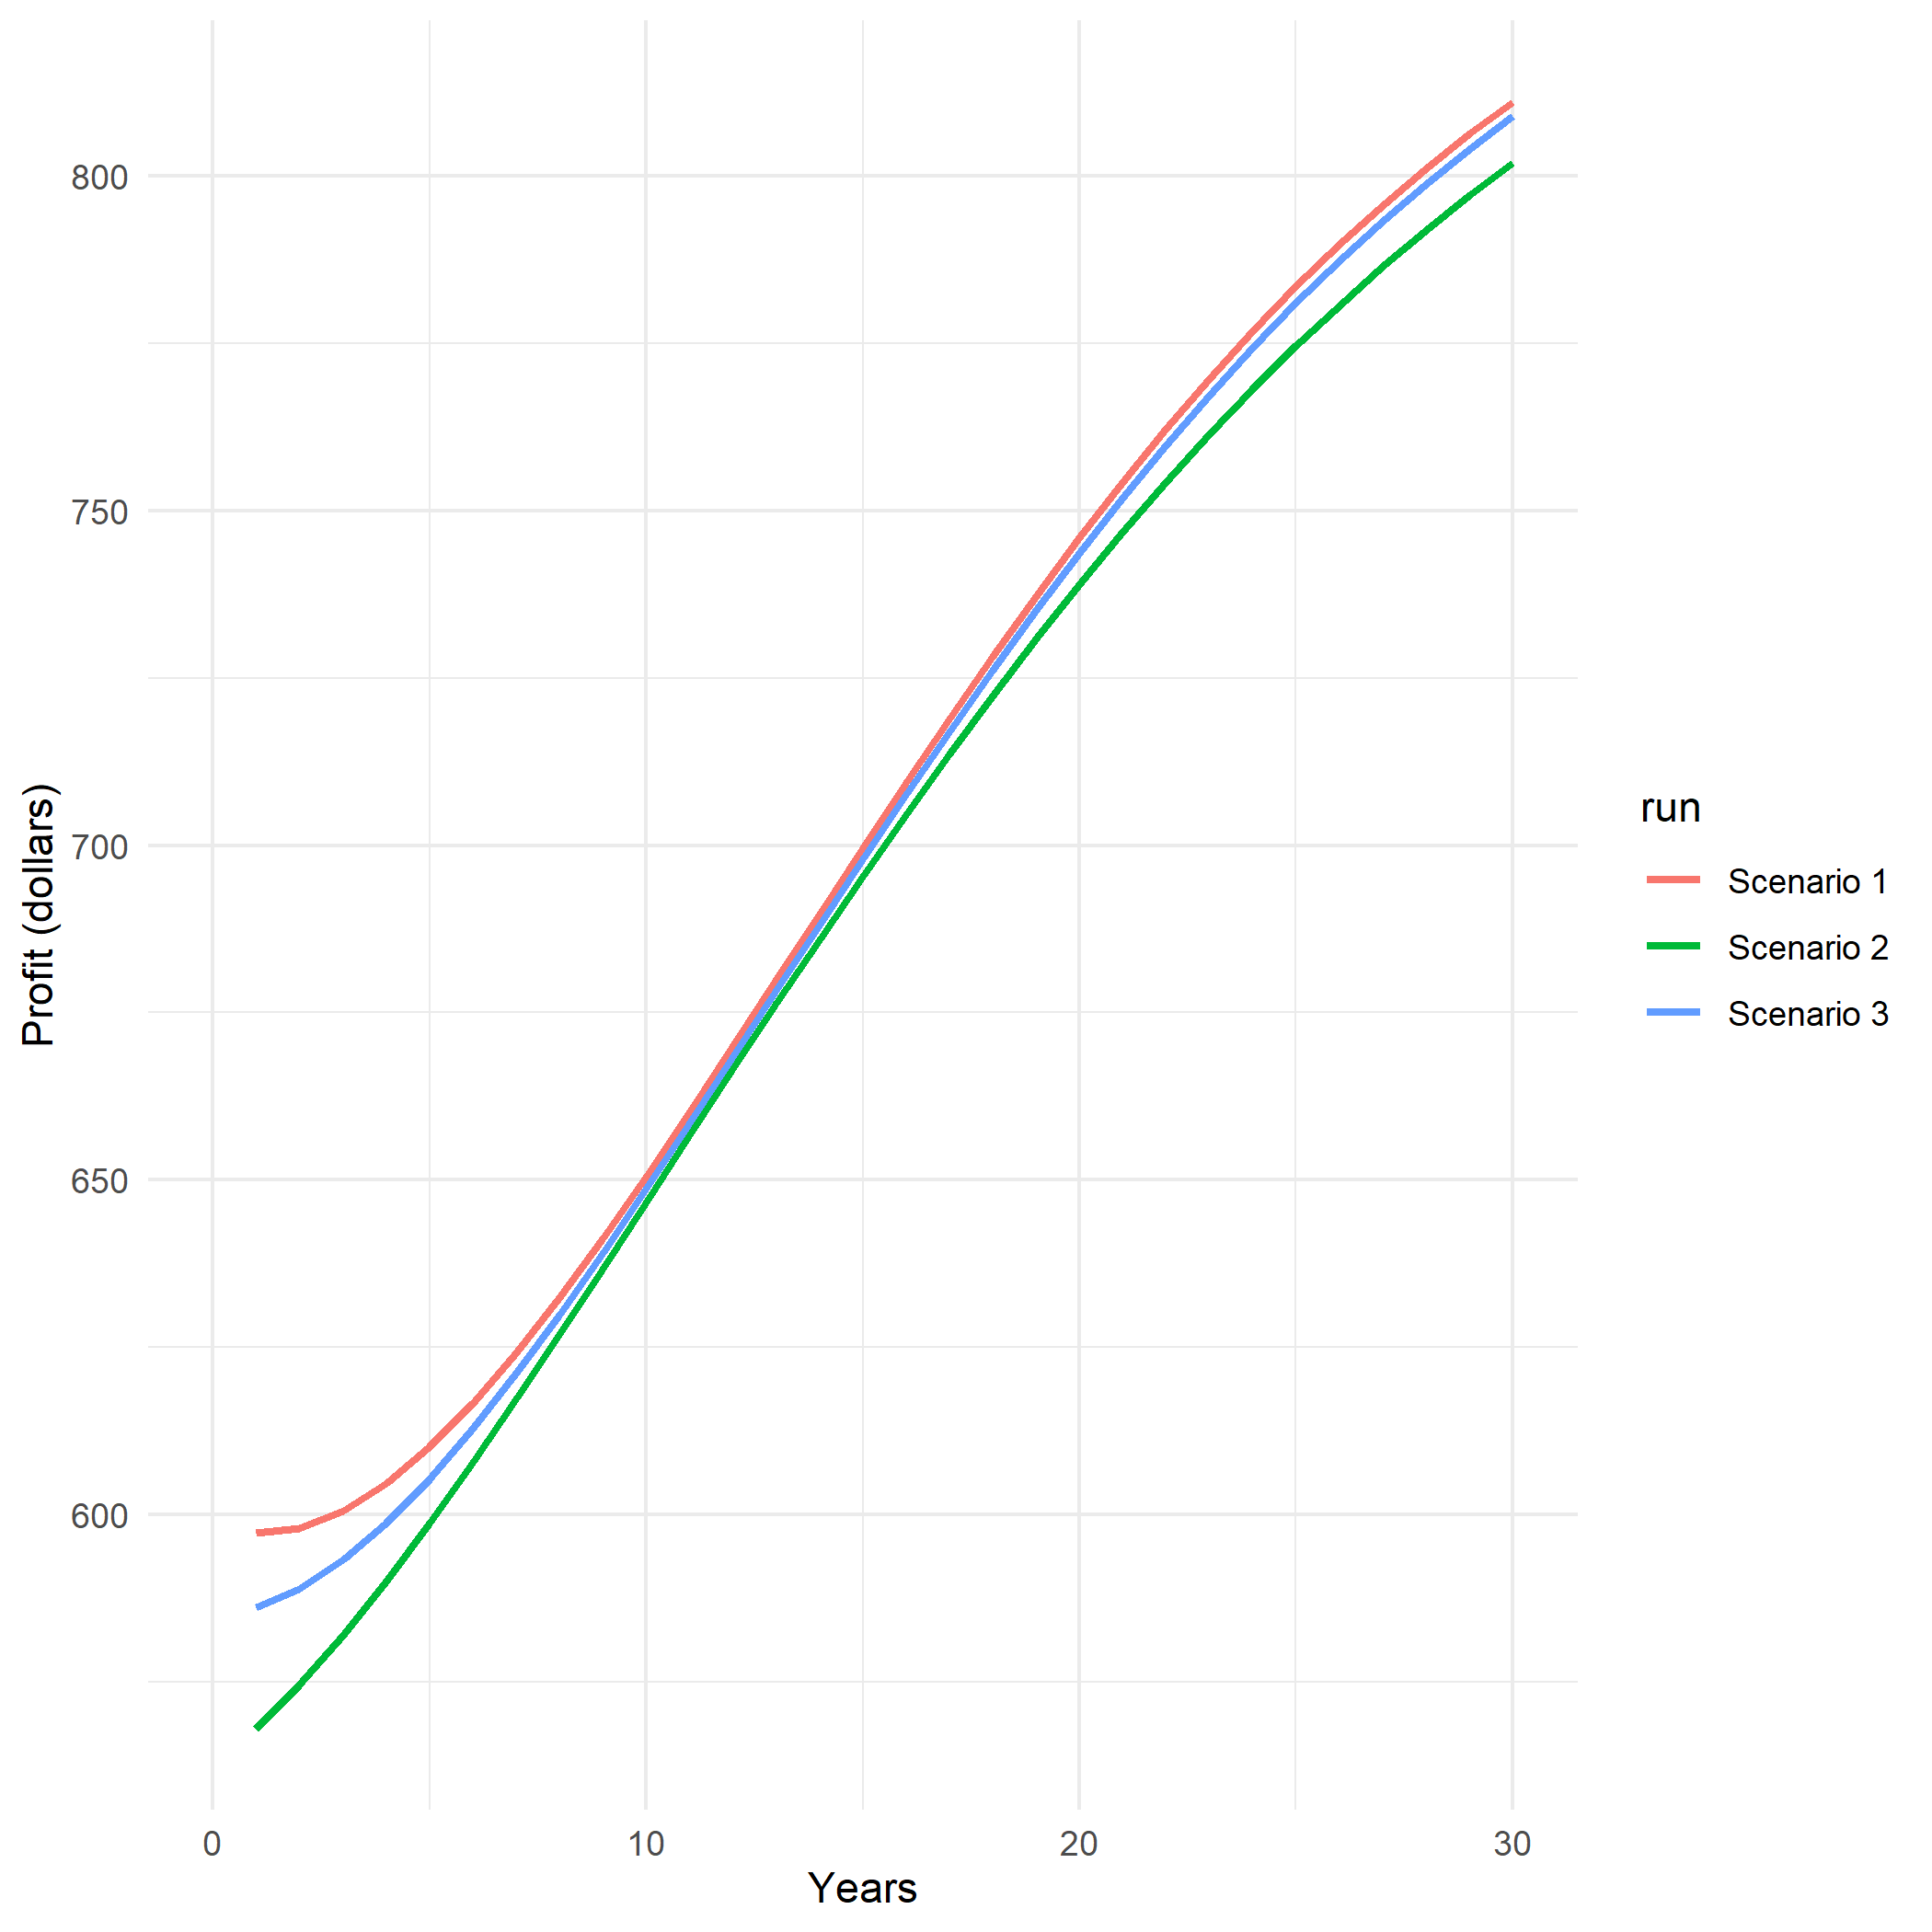 800
750
700
650
600
Profit (dollars)
0 10 20 30
Years
run
Scenario 1
Scenario 2
Scenario 3